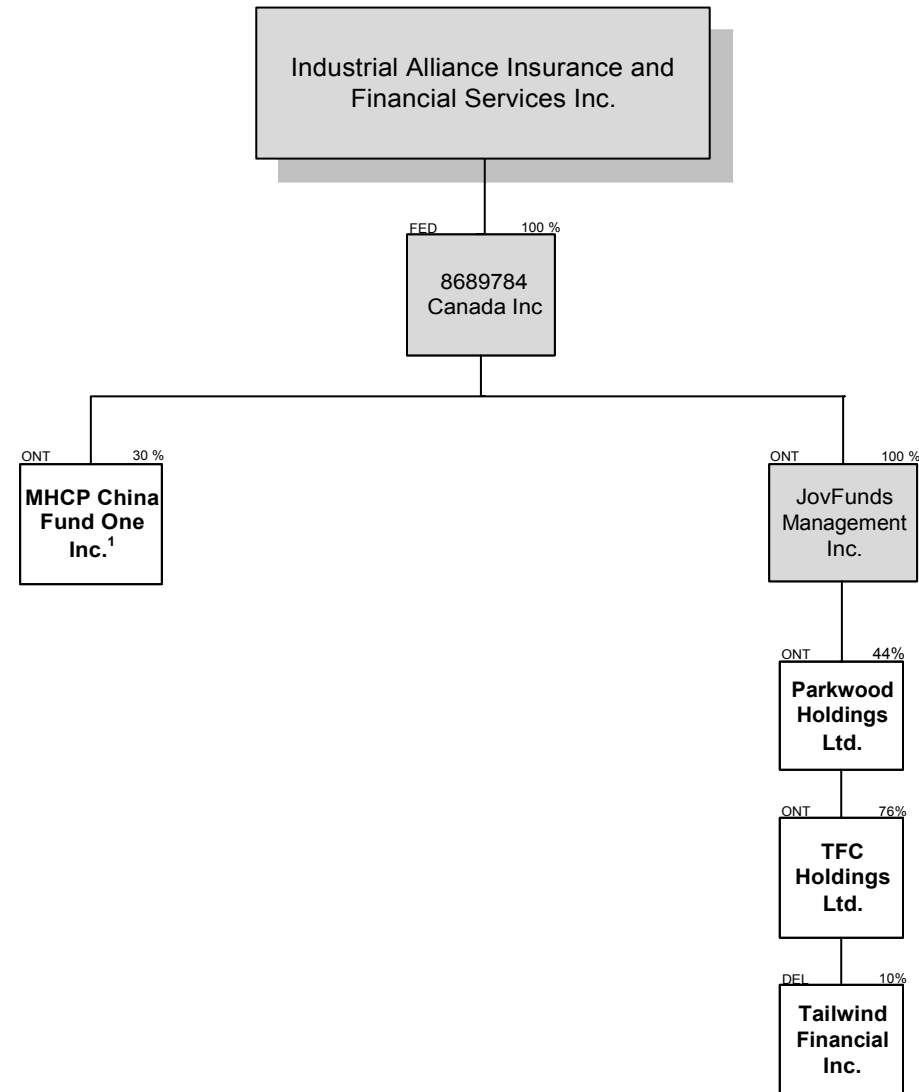 Industrial Alliance Insurance and
Financial Services Inc.
FED 100 %
8689784
Canada Inc
ONT 30 %
MHCP China
Fund One
Inc.1
ONT 100 %
JovFunds
Management
Inc.
ONT 44%
Parkwood
Holdings
Ltd.
ONT 76%
TFC
Holdings
Ltd.
DEL 10%
Tailwind
Financial
Inc.